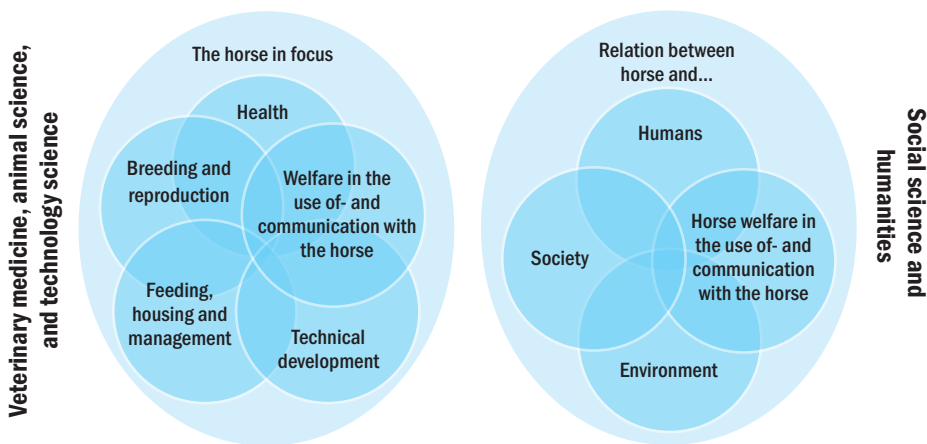 Veterinary medicine, animal science,
and technology science
The horse in focus
Health
Breeding and
reproduction
Welfare in the
use of- and
communication with
the horse
Feeding,
housing and
management
Technical
development
Relation between
horse and...
Humans
Society
Horse welfare in
the use of- and
communication
with the horse
Environment
Social science and
humanities